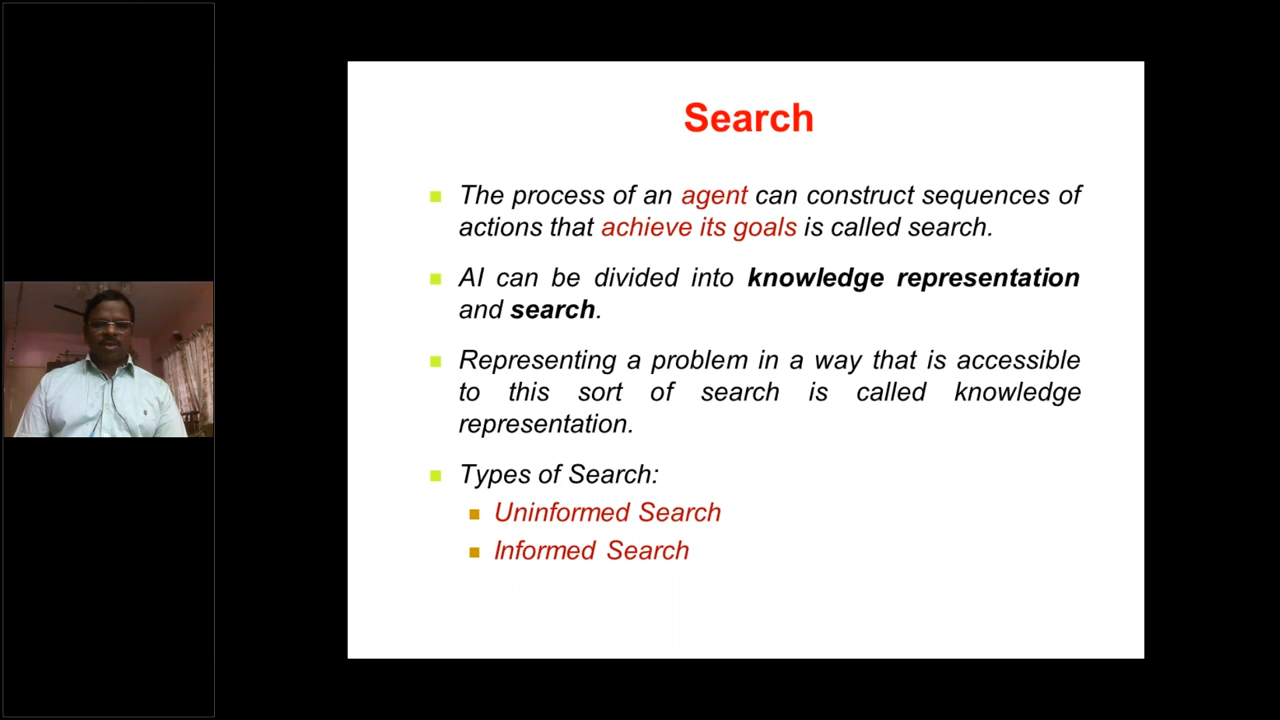 Search
The process of an agent can construct sequences of
actions that achieve its goals is called search.
AI can be divided into knowledge representation
and search.
Representing a problem in a way that is accessible
to this sort of search is called knowledge
representation.
Types of Search:
Uninformed Search
Informed Search